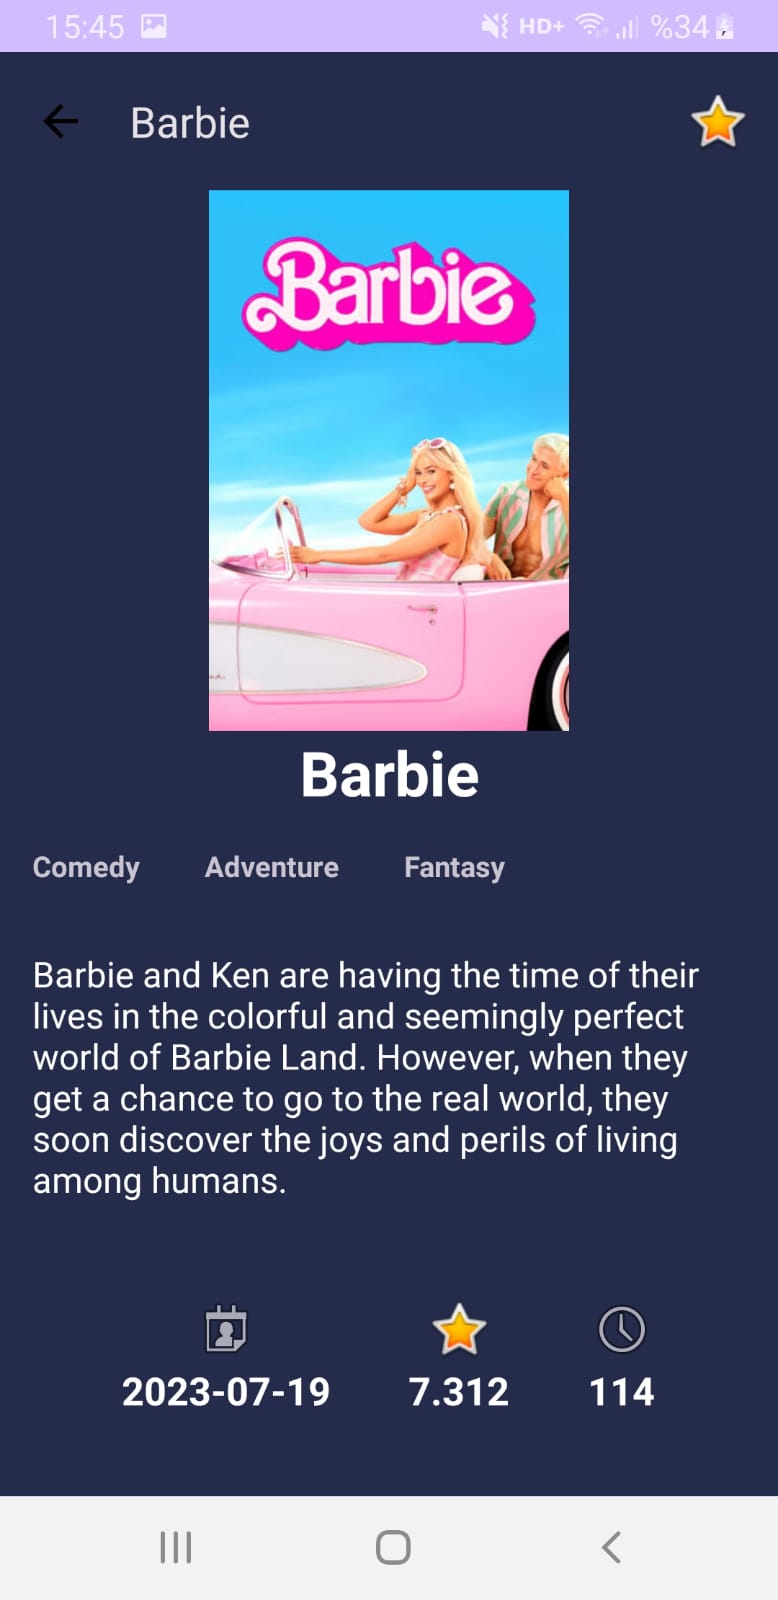 15:45 HD+ %34
Barbie
Barbie
Barbie
Comedy Adventure Fantasy
Barbie and Ken are having the time of their
lives in the colorful and seemingly perfect
world of Barbie Land. However, when they
get a chance to go to the real world, they
soon discover the joys and perils of living
among humans.
2023-07-19 7.312 114